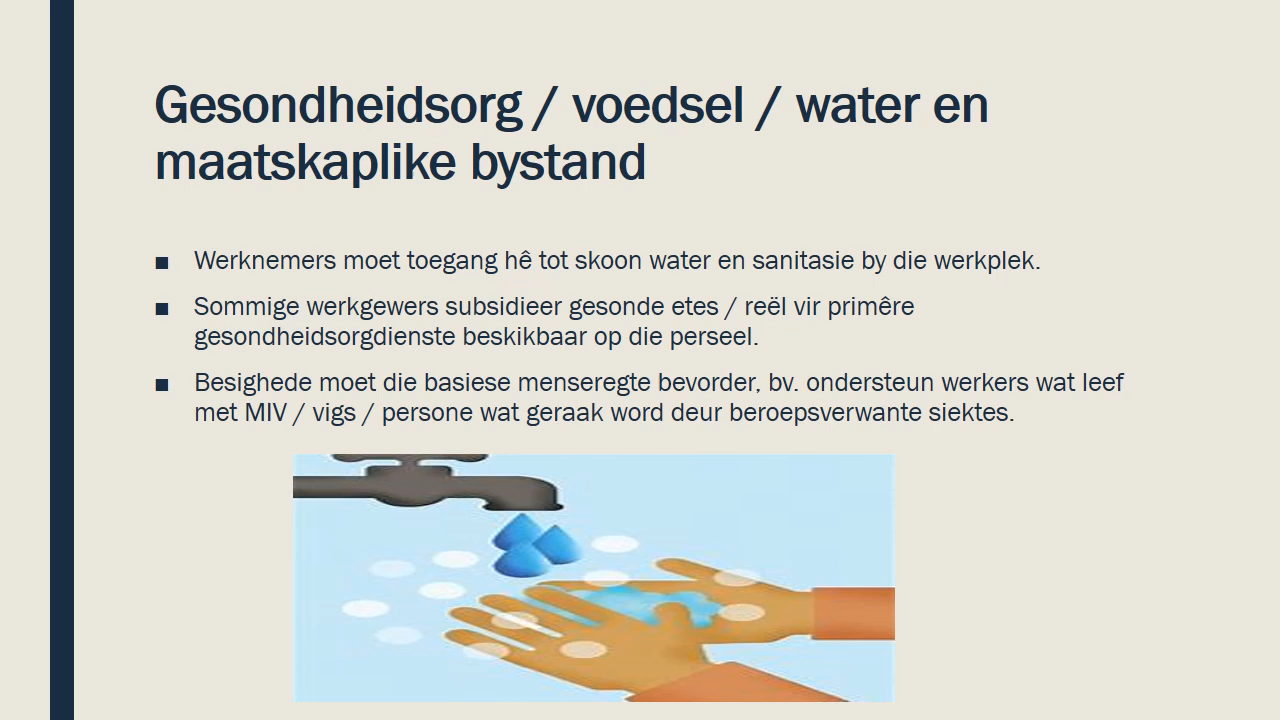 Gesondheidsorg / voedsel / water en
maatskaplike bystand
▪ Werknemers moet toegang hê tot skoon water en sanitasie by die werkplek.
▪ Sommige werkgewers subsidieer gesonde etes / reël vir primêre
gesondheidsorgdienste beskikbaar op die perseel.
▪ Besighede moet die basiese menseregte bevorder, bv. ondersteun werkers wat leef
met MIV / vigs / persone wat geraak word deur beroepsverwante siektes.